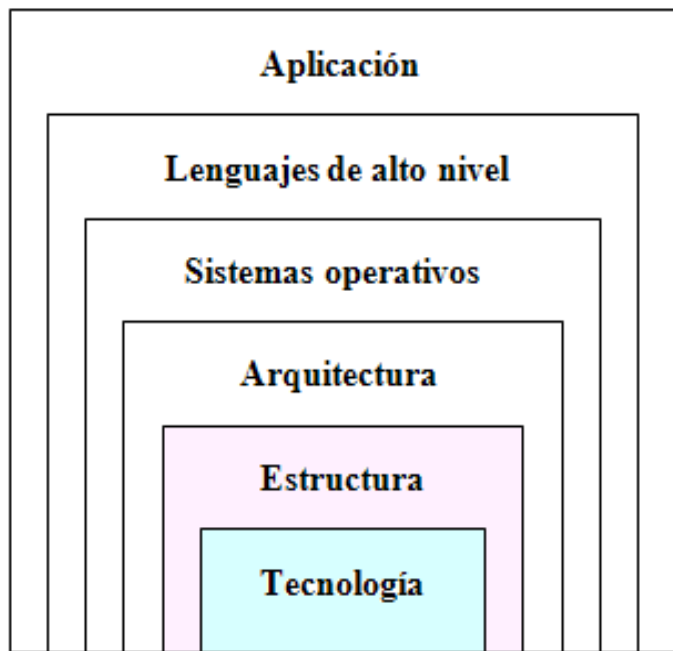 Aplicación
Lenguajes de alto nivel
Sistemas operativos
Arquitectura
Estructura
Tecnología